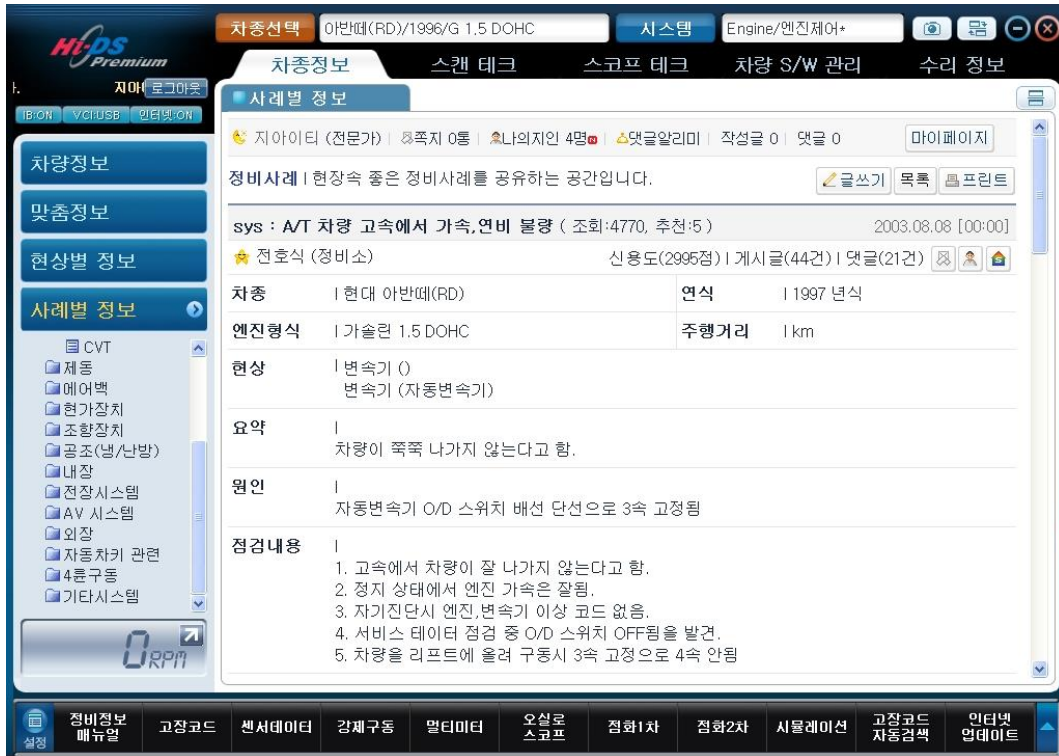 Hi-DS Premium
차종선택 아반떼(RD)/1996/G 1.5 DOHC 시스템 Engine/엔진제어*
차종정보 스캔 테크 스코프 테크 차량 S/W 관리 수리 정보
로그아웃
IB:ON VCI:USB 인터넷:ON
차량정보
맞춤정보
현상별 정보
사례별 정보
CVT
제동
에어백
현가장치
조향장치
공조(냉/난방)
내장
전장시스템
AV 시스템
외장
자동차키 관련
4륜구동
기타시스템
0 RPM
사례별 정보
지아이티 (전문가) | 쪽지 0통 | 나의지인 4명 | 댓글알리미 | 작성글 0 | 댓글 0 마이페이지
정비사례 | 현장속 좋은 정비사례를 공유하는 공간입니다. 글쓰기 목록 프린트
sys : A/T 차량 고속에서 가속,연비 불량 ( 조회:4770, 추천:5 ) 2003.08.08 [00:00]
전호식 (정비소) 신용도(2995점) | 게시글(44건) | 댓글(21건)
차종 | 현대 아반떼(RD) 연식 | 1997 년식
엔진형식 | 가솔린 1.5 DOHC 주행거리 | km
현상 | 변속기 ()
변속기 (자동변속기)
요약 |
차량이 쭉쭉 나가지 않는다고 함.
원인 |
자동변속기 O/D 스위치 배선 단선으로 3속 고정됨
점검내용 |
1. 고속에서 차량이 잘 나가지 않는다고 함.
2. 정지 상태에서 엔진 가속은 잘됨.
3. 자기진단시 엔진,변속기 이상 코드 없음.
4. 서비스 테이터 점검 중 O/D 스위치 OFF됨을 발견.
5. 차량을 리프트에 올려 구동시 3속 고정으로 4속 안됨
설정 정비정보 매뉴얼 고장코드 센서데이터 강제구동 멀티미터 오실로 스코프 점화1차 점화2차 시뮬레이션 고장코드 자동검색 인터넷 업데이트